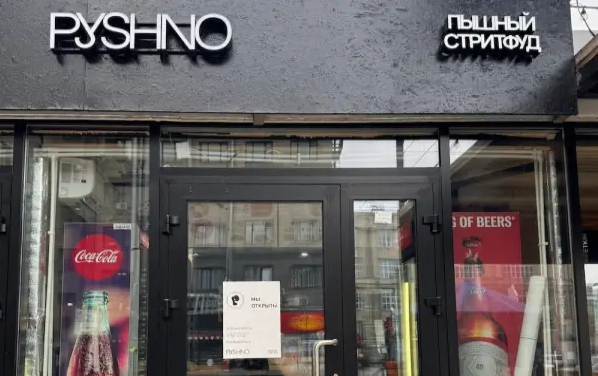 PYSHNO
ПЫШНЫЙ
СТРИТФУД
Coca-Cola
G OF BEERS
МЫ
ОТКРЫТЫ
PYSHNO